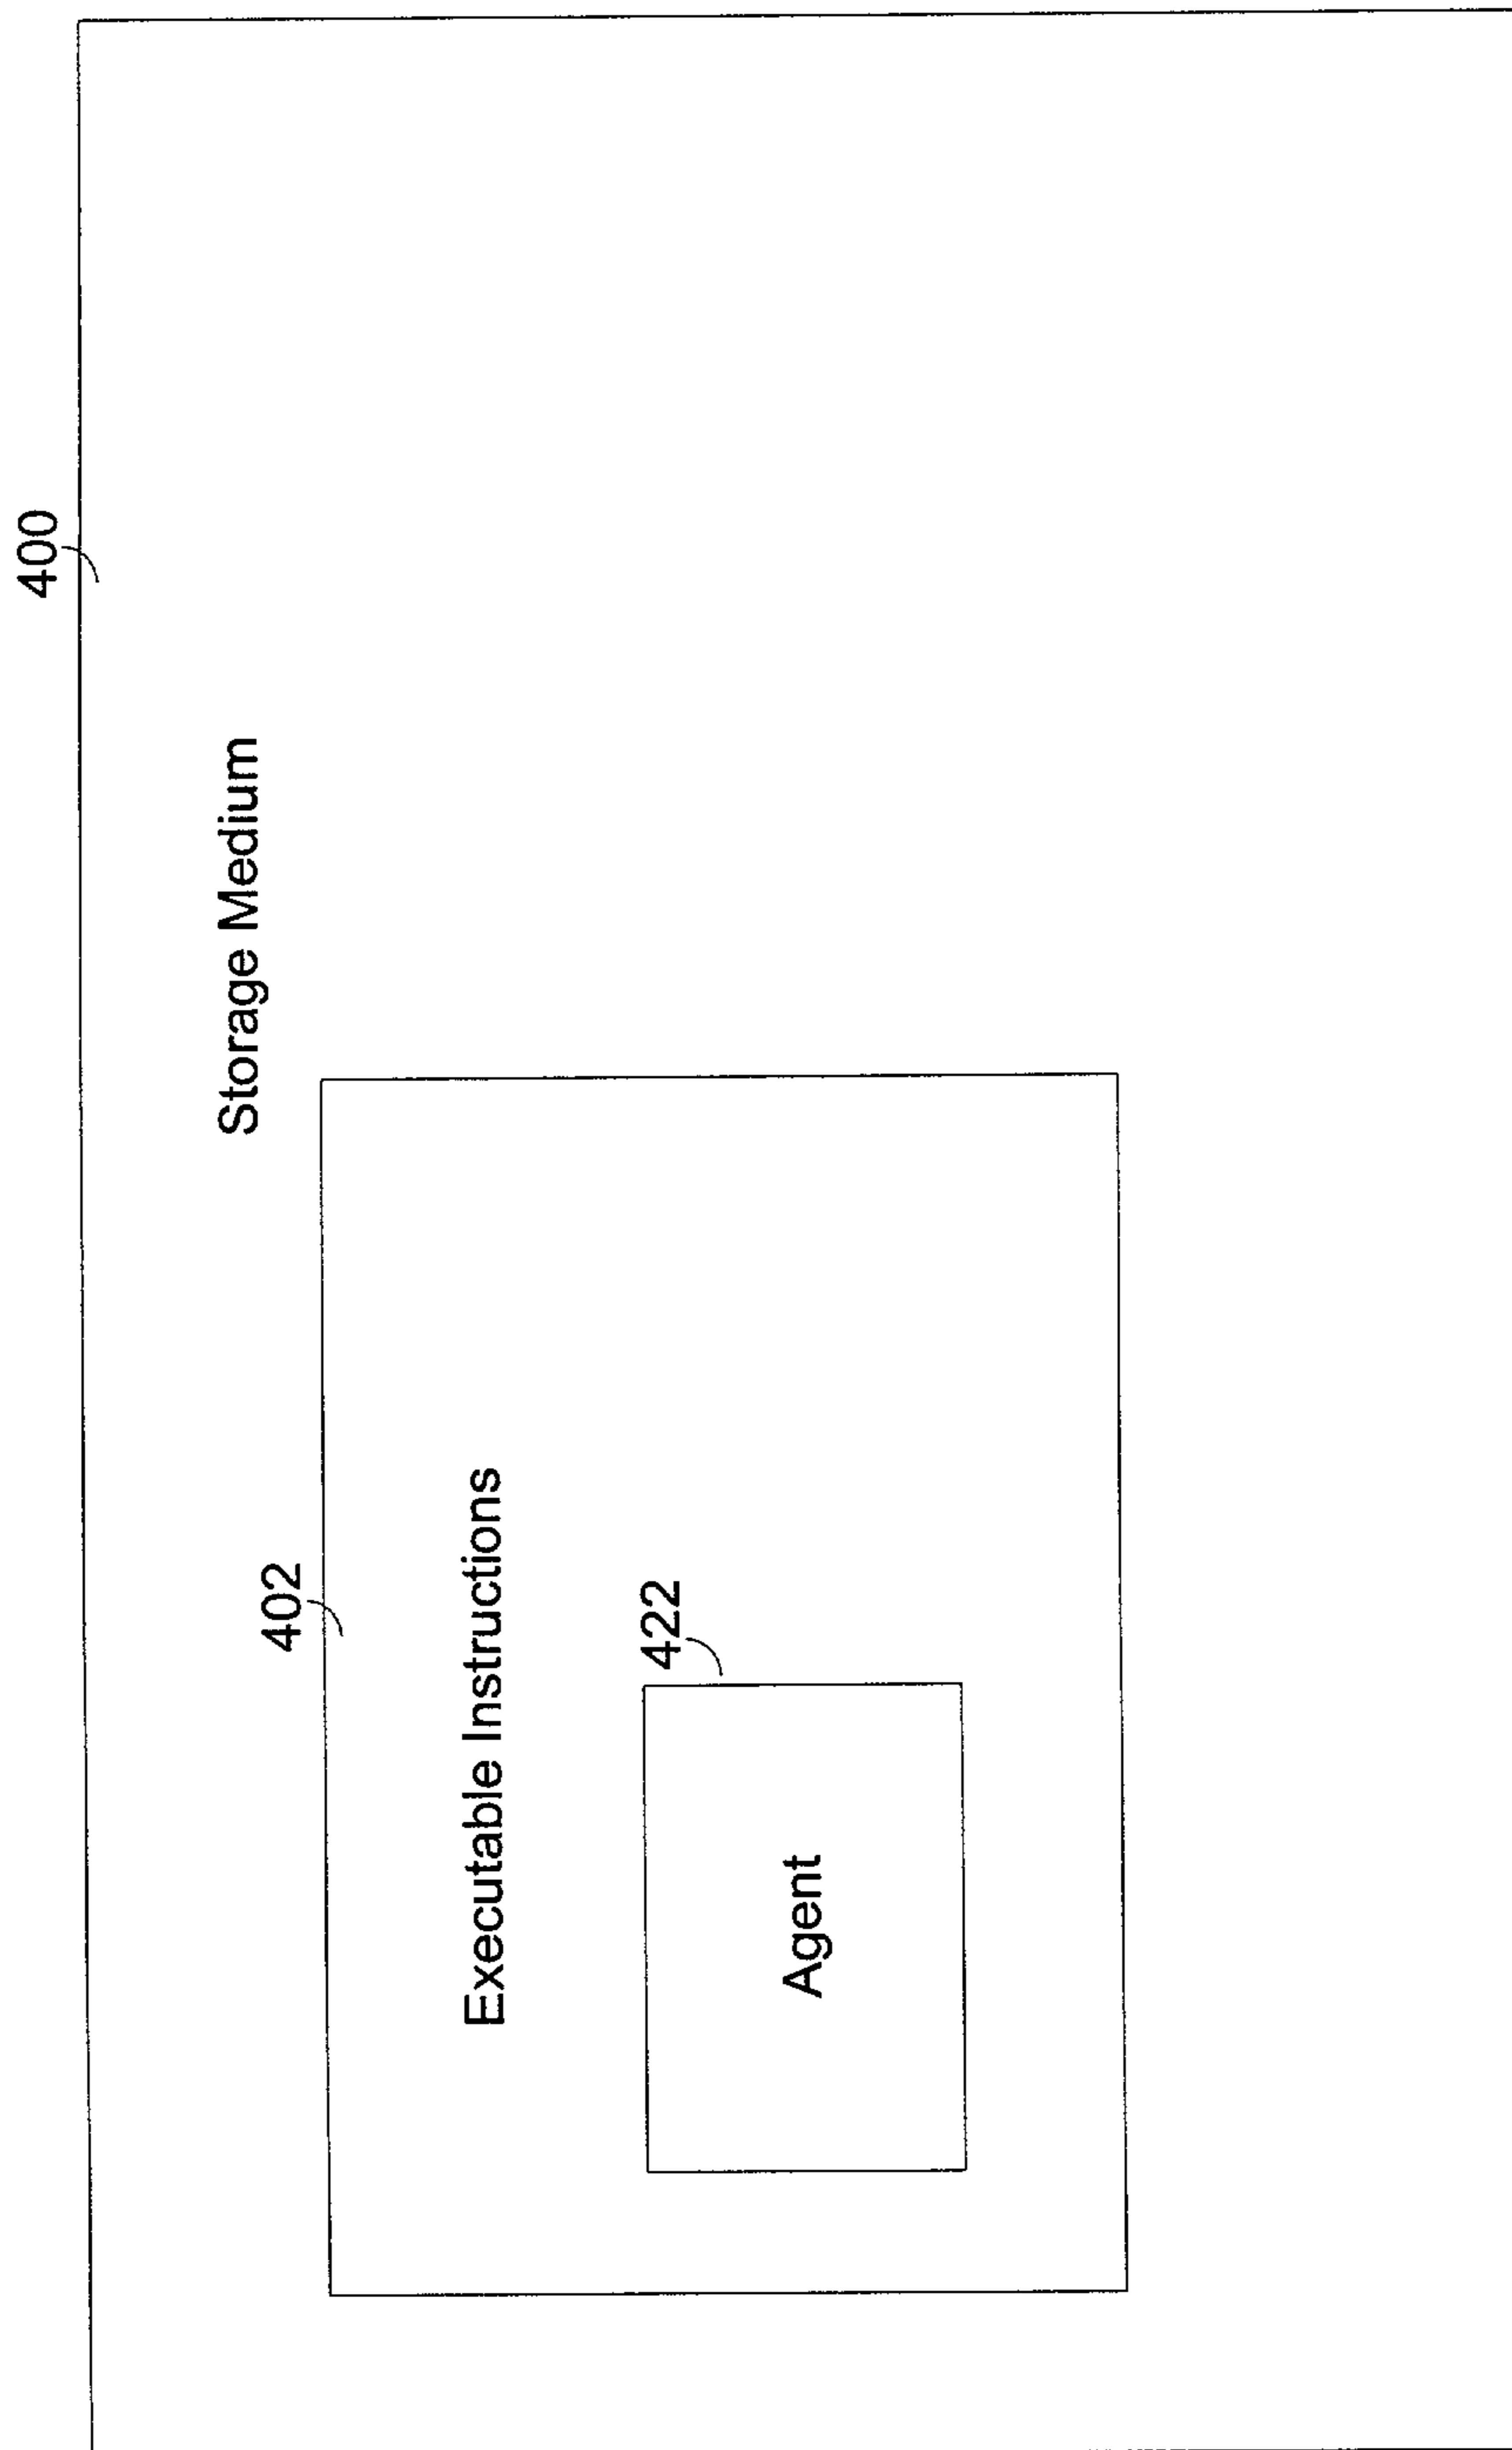 400
Storage Medium
402
Executable Instructions
422
Agent